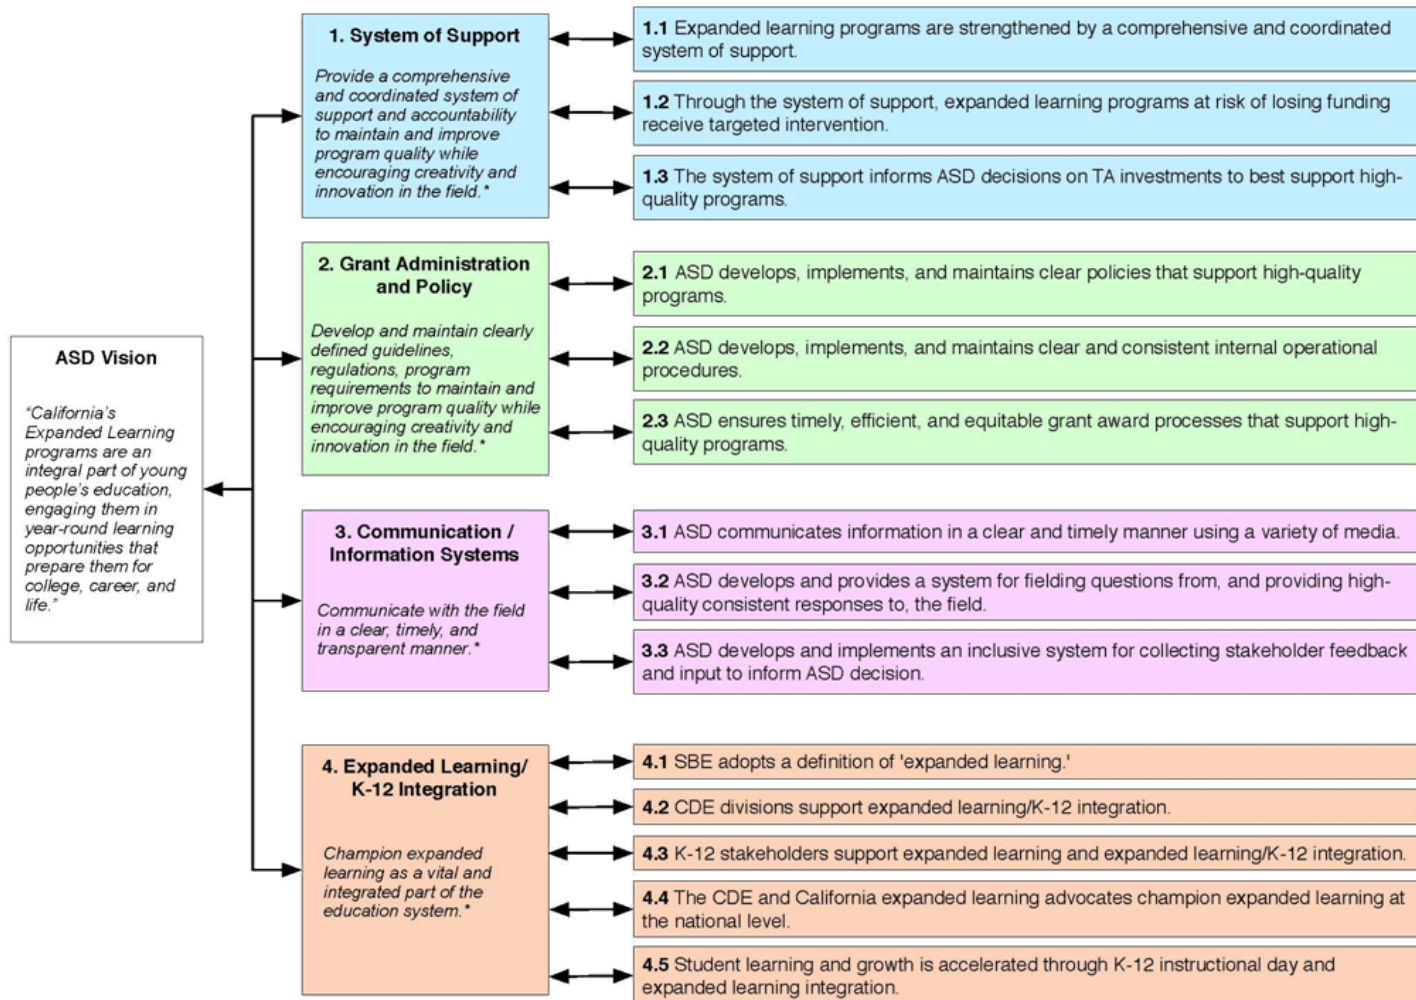 ASD Vision
"California's
Expanded Learning
programs are an
integral part of young
people's education,
engaging them in
year-round learning
opportunities that
prepare them for
college, career, and
life."
1. System of Support
Provide a comprehensive
and coordinated system of
support and accountability
to maintain and improve
program quality while
encouraging creativity and
innovation in the field.*
1.1 Expanded learning programs are strengthened by a comprehensive and coordinated
system of support.
1.2 Through the system of support, expanded learning programs at risk of losing funding
receive targeted intervention.
1.3 The system of support informs ASD decisions on TA investments to best support high-
quality programs.
2. Grant Administration
and Policy
Develop and maintain clearly
defined guidelines,
regulations, program
requirements to maintain and
improve program quality while
encouraging creativity and
innovation in the field.*
2.1 ASD develops, implements, and maintains clear policies that support high-quality
programs.
2.2 ASD develops, implements, and maintains clear and consistent internal operational
procedures.
2.3 ASD ensures timely, efficient, and equitable grant award processes that support high-
quality programs.
3. Communication /
Information Systems
Communicate with the field
in a clear, timely, and
transparent manner.*
3.1 ASD communicates information in a clear and timely manner using a variety of media.
3.2 ASD develops and provides a system for fielding questions from, and providing high-
quality consistent responses to, the field.
3.3 ASD develops and implements an inclusive system for collecting stakeholder feedback
and input to inform ASD decision.
4. Expanded Learning/
K-12 Integration
Champion expanded
learning as a vital and
integrated part of the
education system.*
4.1 SBE adopts a definition of 'expanded learning.'
4.2 CDE divisions support expanded learning/K-12 integration.
4.3 K-12 stakeholders support expanded learning and expanded learning/K-12 integration.
4.4 The CDE and California expanded learning advocates champion expanded learning at
the national level.
4.5 Student learning and growth is accelerated through K-12 instructional day and
expanded learning integration.